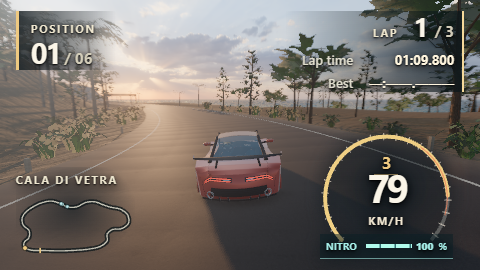 POSITION
01 / 06
LAP 1 / 3
Lap time 01:09.800
Best --:--.---
CALA DI VETRA
3
79
KM/H
NITRO 100 %